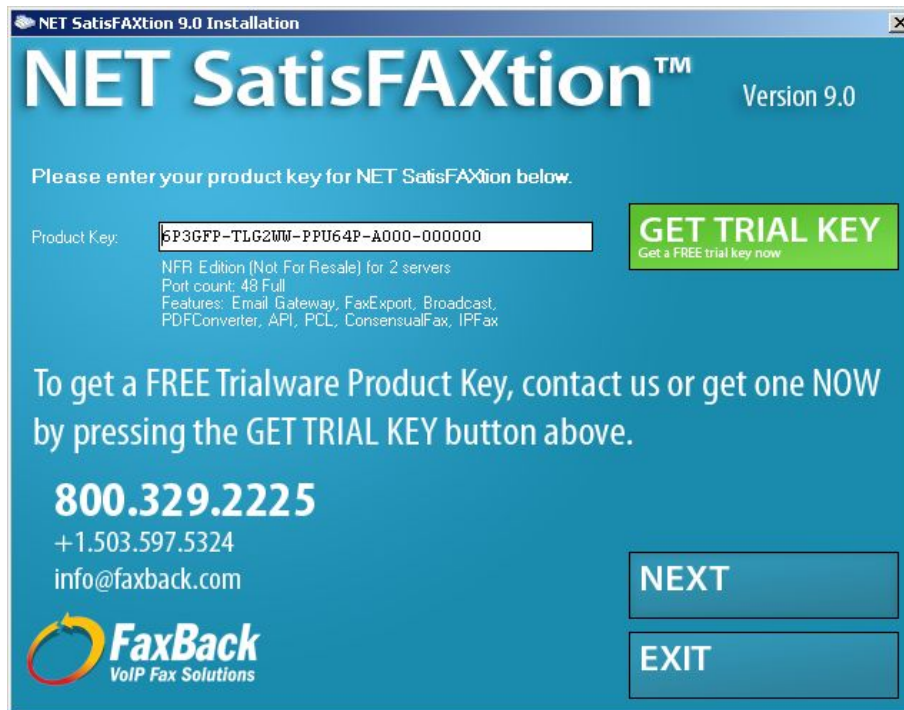 NET SatisFAXtion 9.0 Installation
NET SatisFAXtion™
Version 9.0
Please enter your product key for NET SatisFAXtion below.
Product Key: 6P3GFP-TLG2WW-PPU64P-A000-000000
GET TRIAL KEY
Get a FREE trial key now
NFR Edition (Not For Resale) for 2 servers
Port count: 48 Full
Features: Email Gateway, FaxExport, Broadcast,
PDFConverter, API, PCL, ConsensualFax, IPFax
To get a FREE Trialware Product Key, contact us or get one NOW
by pressing the GET TRIAL KEY button above.
800.329.2225
+1.503.597.5324
info@faxback.com
NEXT
FaxBack
VoIP Fax Solutions
EXIT